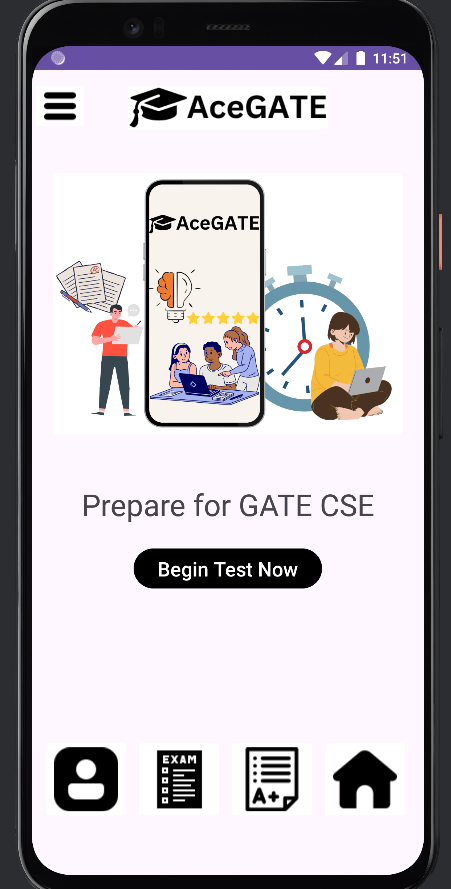 11:51
AceGATE
AceGATE
Prepare for GATE CSE
Begin Test Now
EXAM
A+